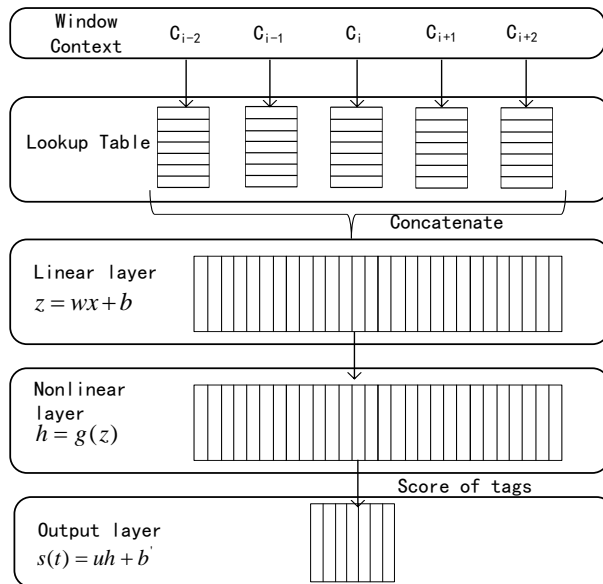 Window Context
C_{i-2} C_{i-1} C_i C_{i+1} C_{i+2}
Lookup Table
Concatenate
Linear layer
z = wx + b
Nonlinear
layer
h = g(z)
Score of tags
Output layer
s(t) = uh + b'